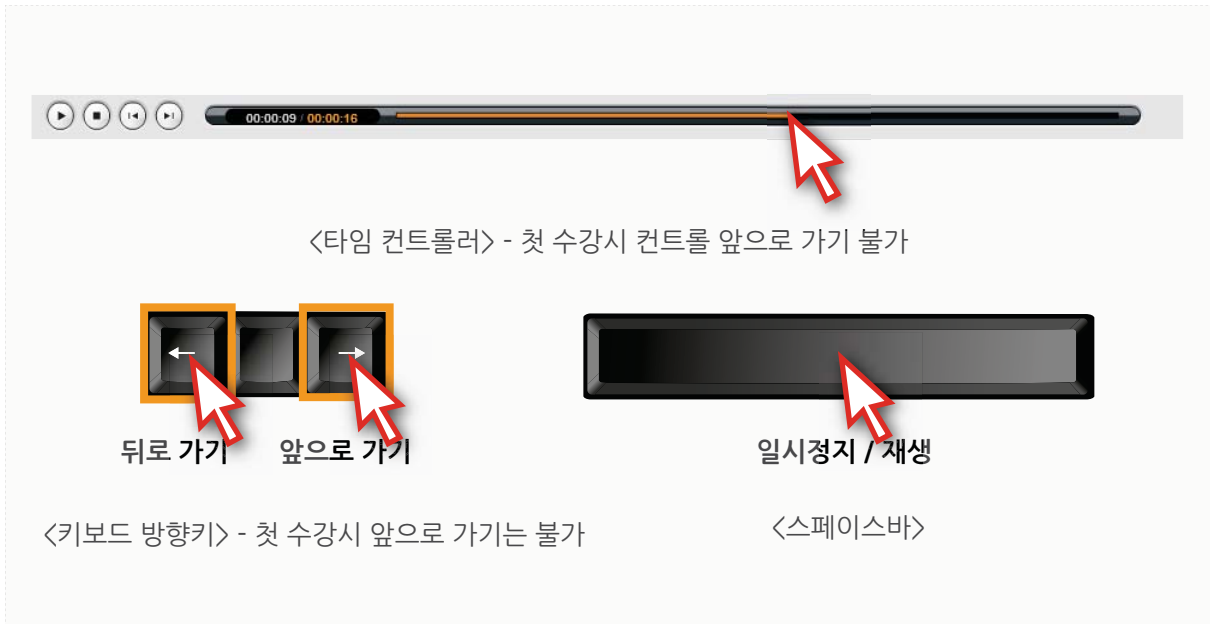 00:00:09 / 00:00:16
<타임 컨트롤러> - 첫 수강시 컨트롤 앞으로 가기 불가
뒤로 가기 앞으로 가기
일시정지 / 재생
<키보드 방향키> - 첫 수강시 앞으로 가기는 불가
<스페이스바>